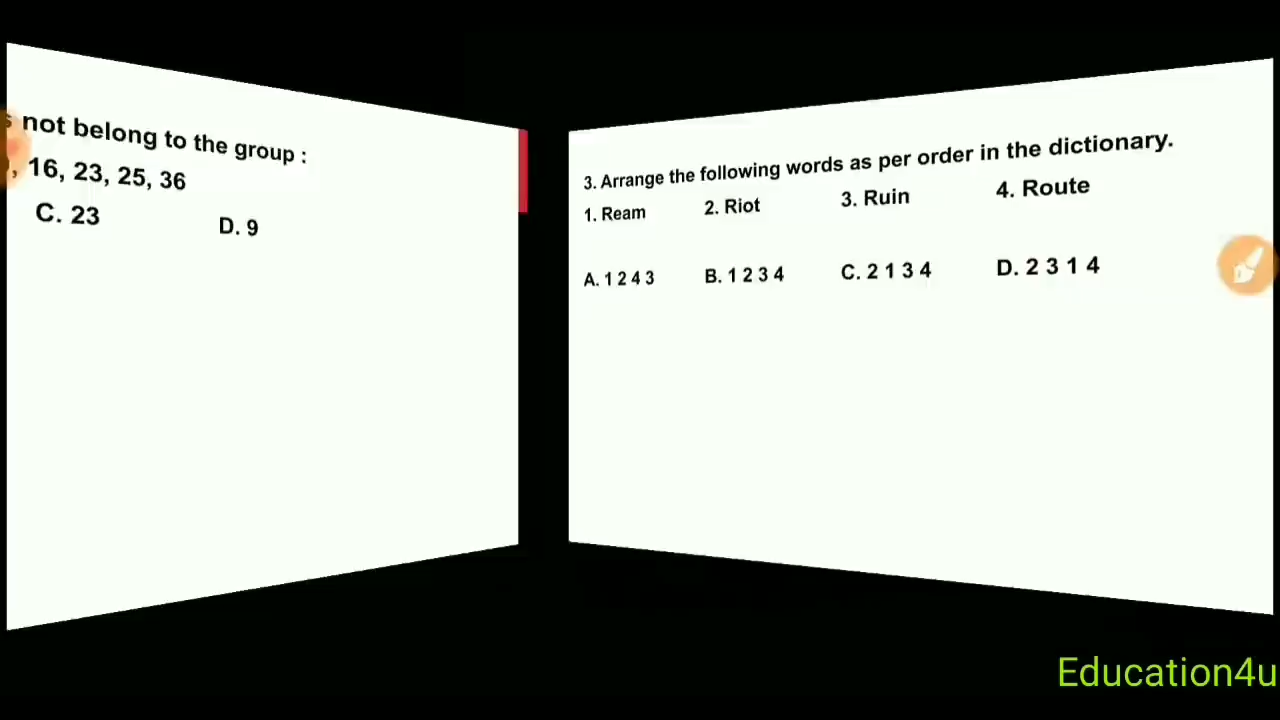 not belong to the group :
, 16, 23, 25, 36
C. 23 D. 9
3. Arrange the following words as per order in the dictionary.
1. Ream 2. Riot 3. Ruin 4. Route
A. 1 2 4 3 B. 1 2 3 4 C. 2 1 3 4 D. 2 3 1 4
Education4u